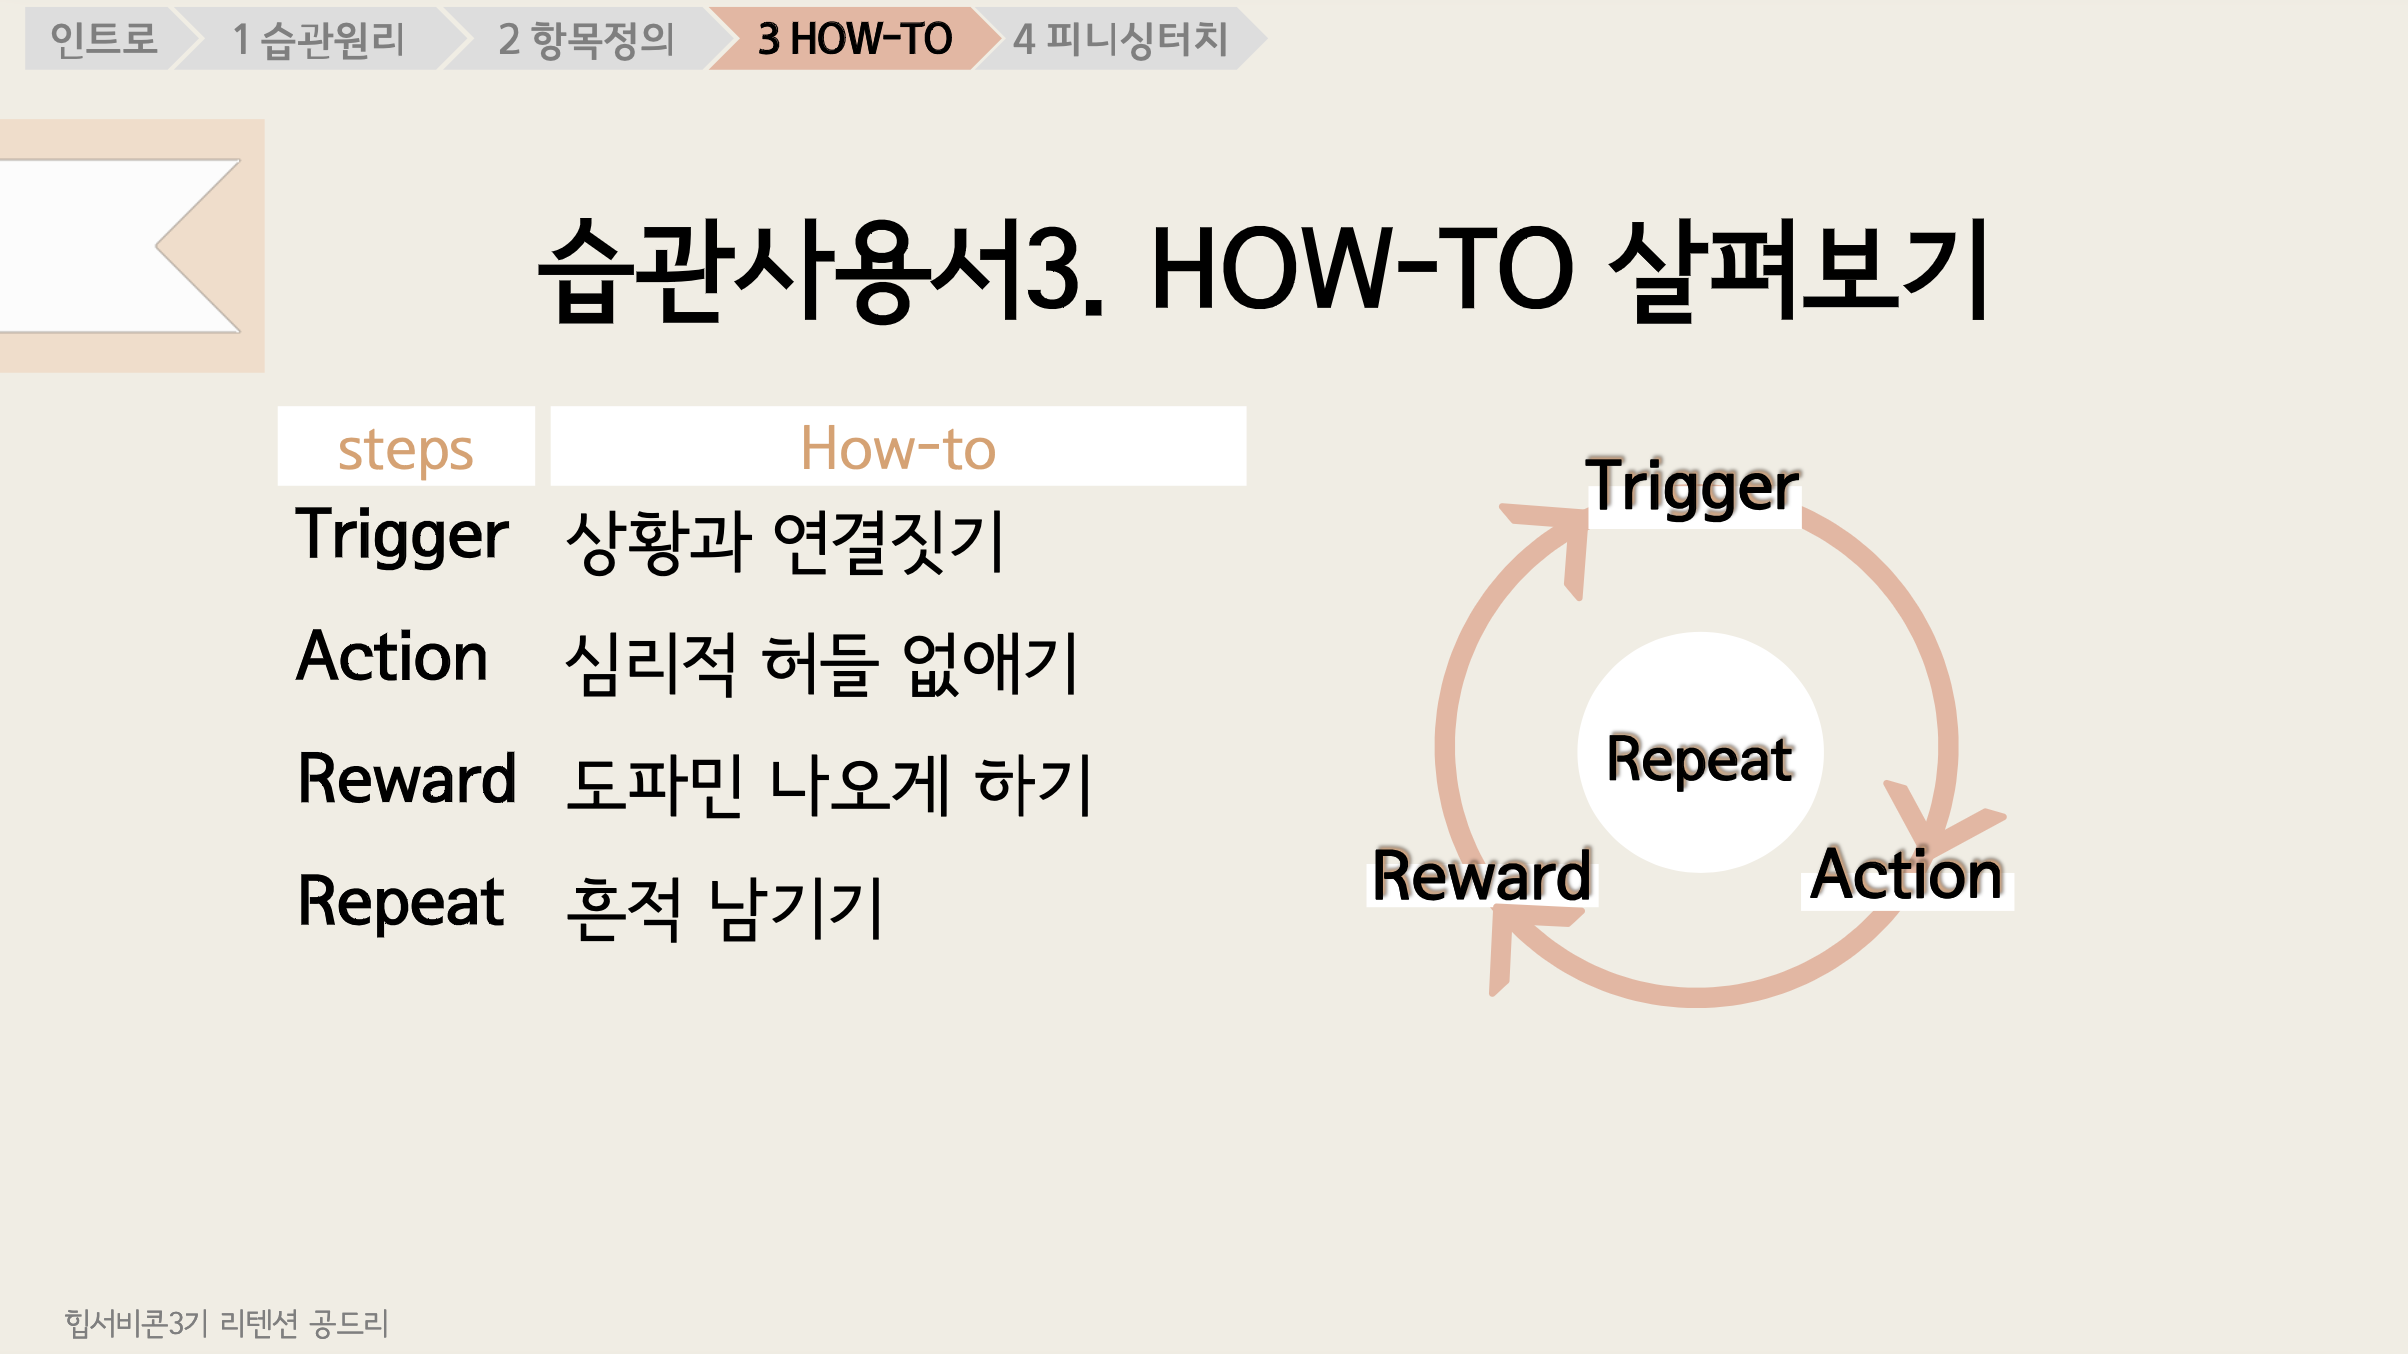 인트로 1 습관원리 2 항목정의 3 HOW-TO 4 피니싱터치
습관사용서3. HOW-TO 살펴보기
steps How-to
Trigger 상황과 연결짓기
Action 심리적 허들 없애기
Reward 도파민 나오게 하기
Repeat 흔적 남기기
Trigger
Repeat
Reward
Action
힙서비콘3기 리텐션 공드리